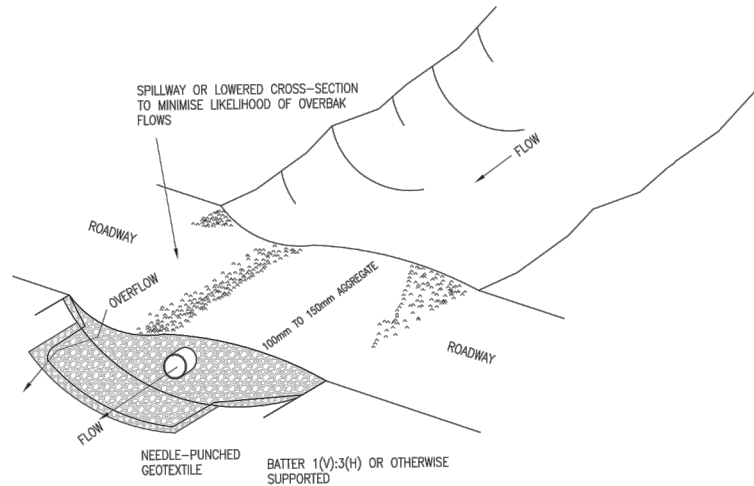 SPILLWAY OR LOWERED CROSS-SECTION
TO MINIMISE LIKELIHOOD OF OVERBAK
FLOWS
FLOW
ROADWAY
OVERFLOW
100mm TO 150mm AGGREGATE
ROADWAY
FLOW
NEEDLE-PUNCHED
GEOTEXTILE
BATTER 1(V):3(H) OR OTHERWISE
SUPPORTED